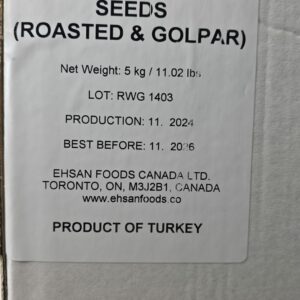 SEEDS
(ROASTED & GOLPAR)
Net Weight: 5 kg / 11.02 lbs
LOT: RWG 1403
PRODUCTION: 11. 2024
BEST BEFORE: 11. 2026
EHSAN FOODS CANADA LTD.
TORONTO, ON, M3J2B1, CANADA
www.ehsanfoods.co
PRODUCT OF TURKEY